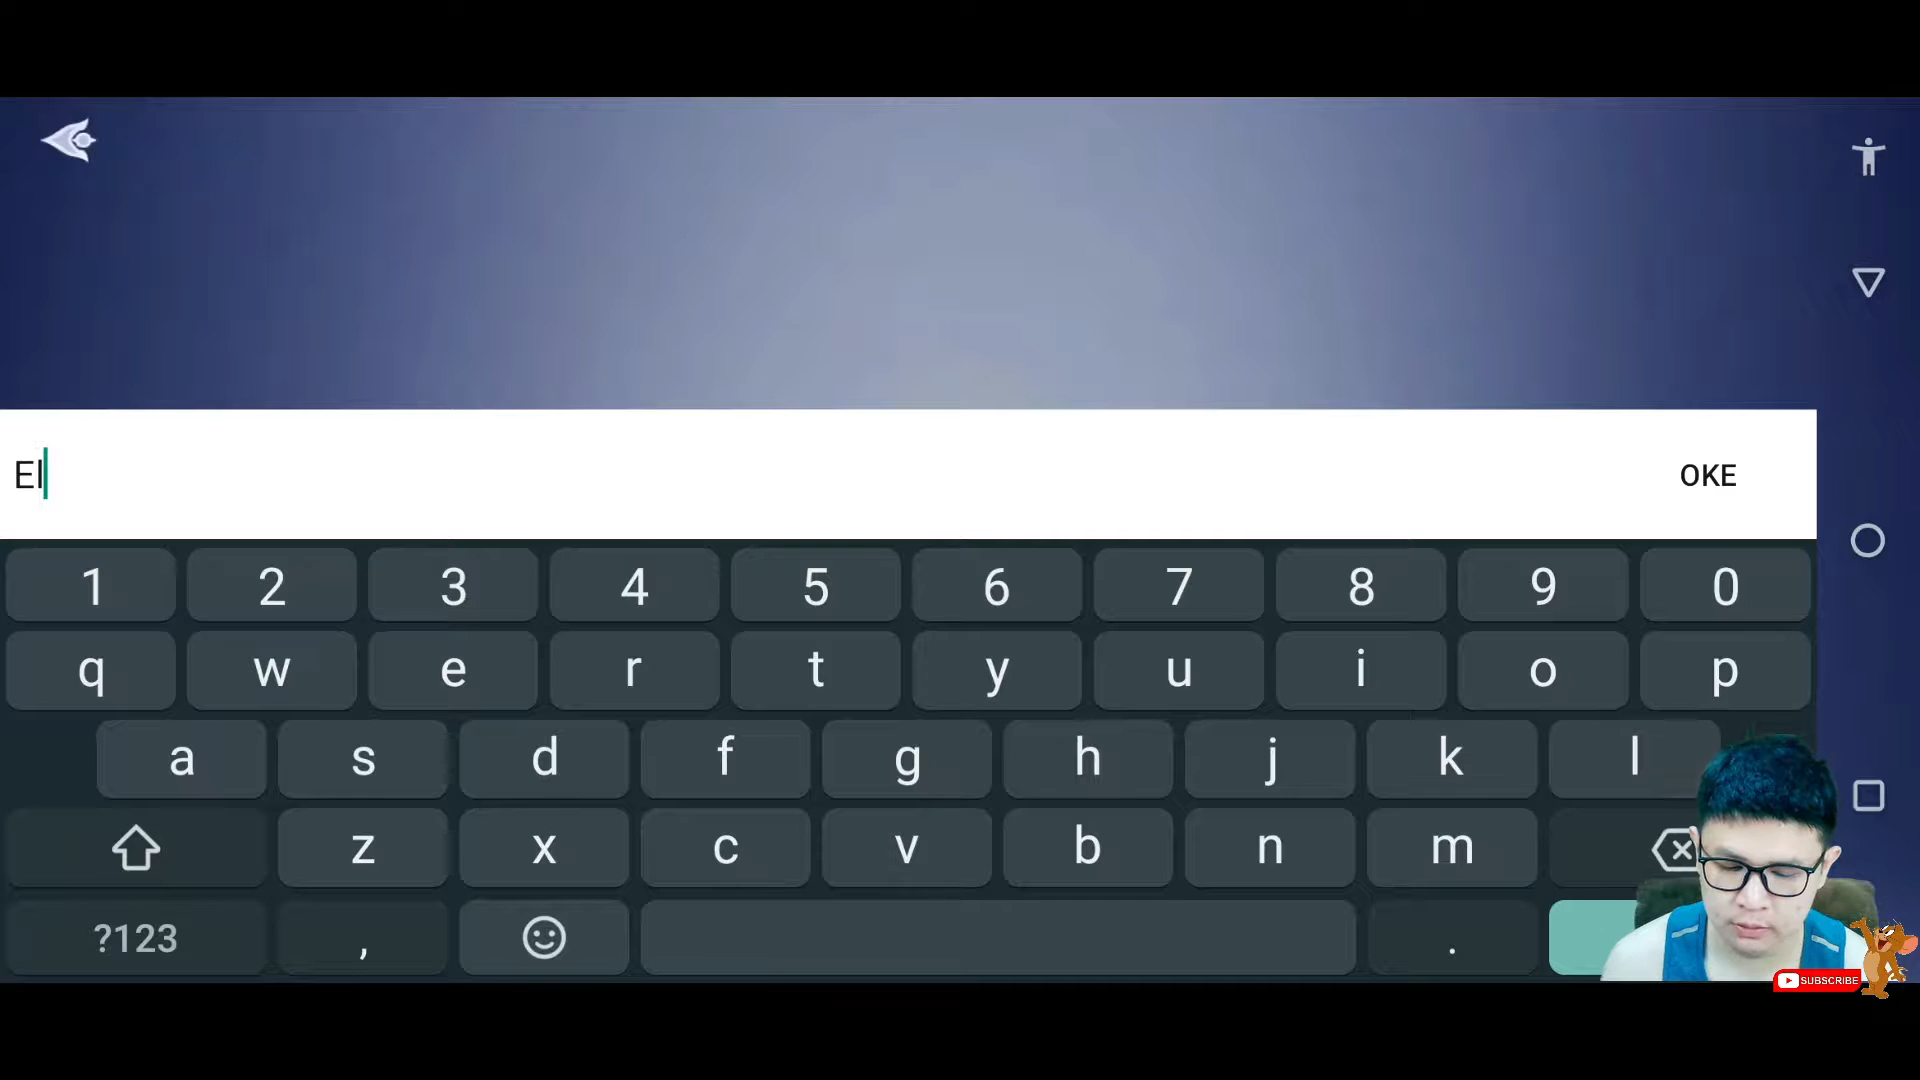 El
OKE
1 2 3 4 5 6 7 8 9 0
q w e r t y u i o p
a s d f g h j k l
z x c v b n m
?123 , .
SUBSCRIBE